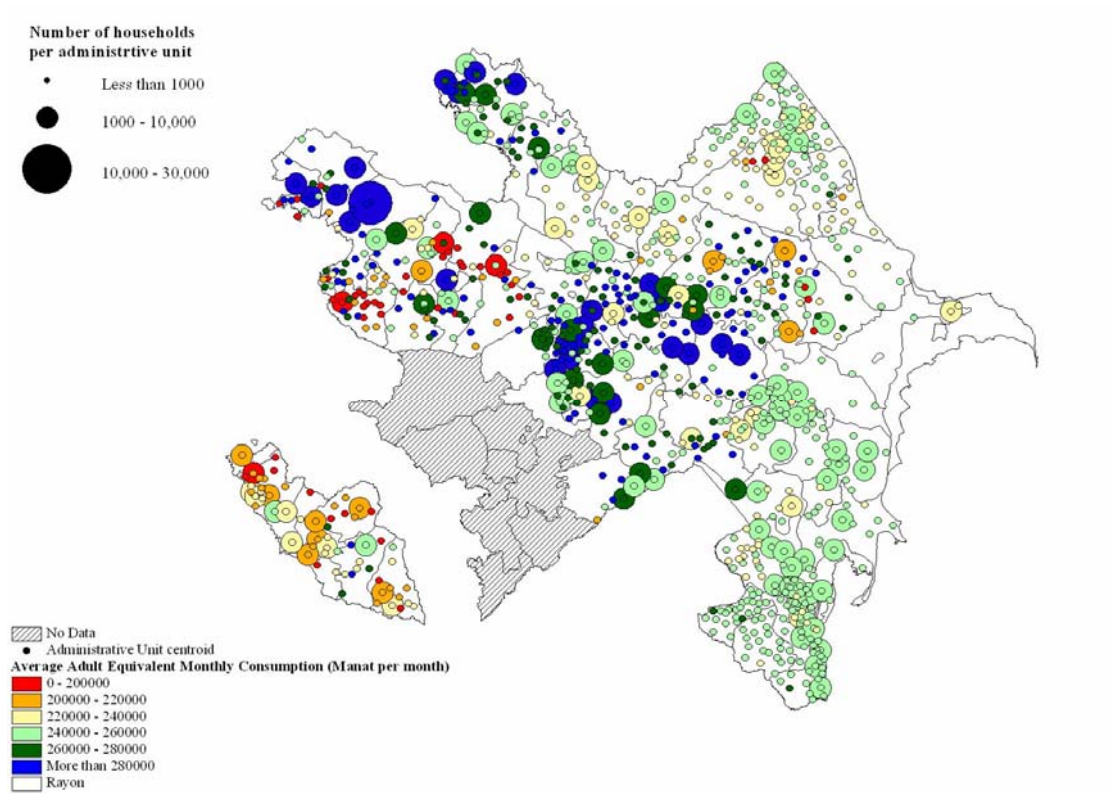 Number of households
per administrtive unit
Less than 1000
1000 - 10,000
10,000 - 30,000
No Data
Administrative Unit centroid
Average Adult Equivalent Monthly Consumption (Manat per month)
0 - 200000
200000 - 220000
220000 - 240000
240000 - 260000
260000 - 280000
More than 280000
Rayon